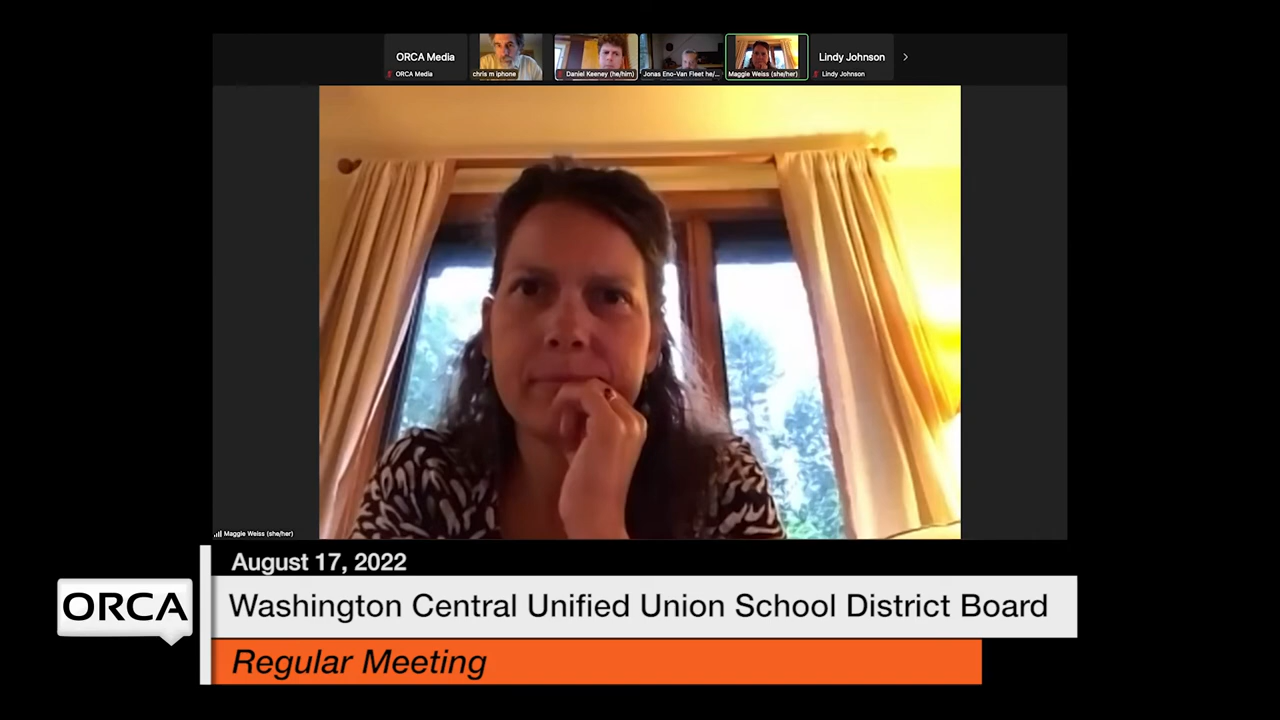 ORCA Media
Lindy Johnson
ORCA Media
chris m iphone
Daniel Keeney (he/him)
Jonas Eno-Van Fleet he/...
Maggie Weiss (she/her)
Lindy Johnson
Maggie Weiss (she/her)
August 17, 2022
ORCA
Washington Central Unified Union School District Board
Regular Meeting